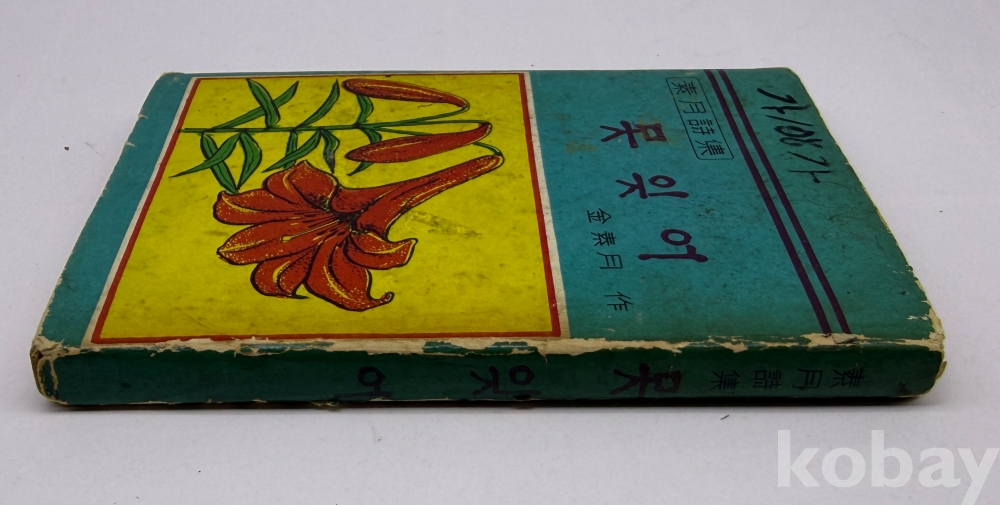 素月詩集
못 잊 어
金素月 作
素月詩集
못 잊 어
kobay